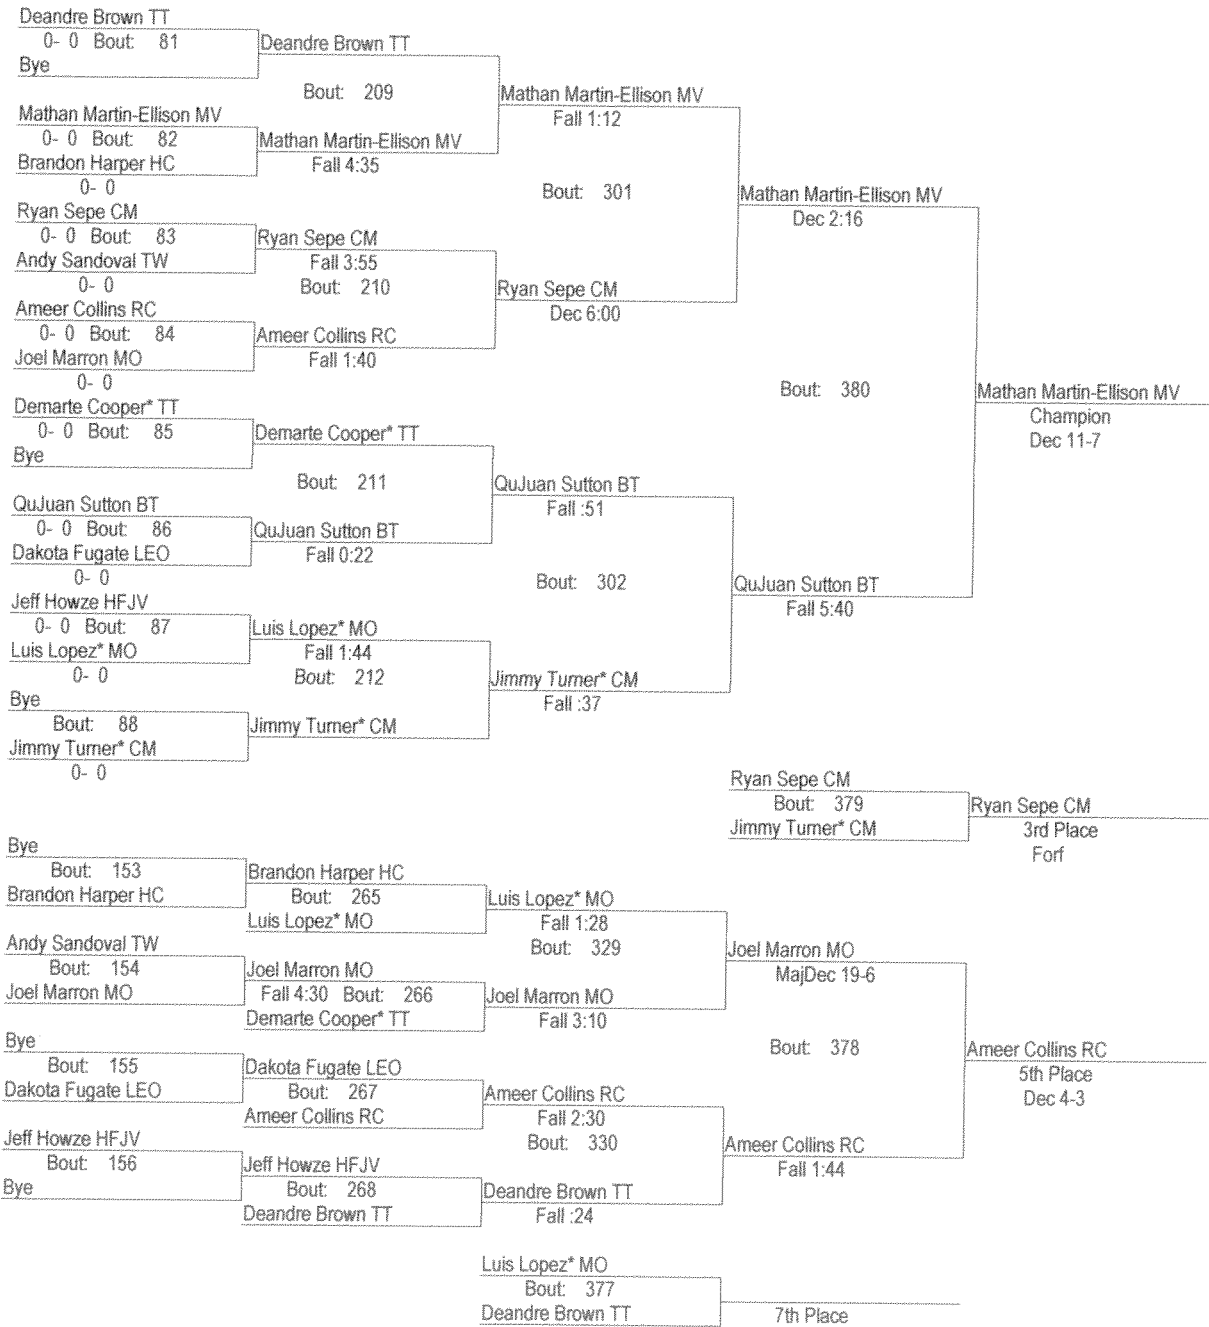 Deandre Brown TT
0- 0 Bout: 81
Deandre Brown TT
Bye
Bout: 209
Mathan Martin-Ellison MV
Fall 1:12
Mathan Martin-Ellison MV
0- 0 Bout: 82
Mathan Martin-Ellison MV
Brandon Harper HC
Fall 4:35
0- 0
Bout: 301
Mathan Martin-Ellison MV
Dec 2:16
Ryan Sepe CM
0- 0 Bout: 83
Ryan Sepe CM
Andy Sandoval TW
Fall 3:55
0- 0
Bout: 210
Ryan Sepe CM
Dec 6:00
Ameer Collins RC
0- 0 Bout: 84
Ameer Collins RC
Joel Marron MO
Fall 1:40
0- 0
Bout: 380
Mathan Martin-Ellison MV
Champion
Dec 11-7
Demarte Cooper* TT
0- 0 Bout: 85
Demarte Cooper* TT
Bye
Bout: 211
QuJuan Sutton BT
Fall :51
QuJuan Sutton BT
0- 0 Bout: 86
QuJuan Sutton BT
Dakota Fugate LEO
Fall 0:22
0- 0
Bout: 302
QuJuan Sutton BT
Fall 5:40
Jeff Howze HFJV
0- 0 Bout: 87
Luis Lopez* MO
Luis Lopez* MO
Fall 1:44
0- 0
Bout: 212
Jimmy Turner* CM
Fall :37
Bye
Bout: 88
Jimmy Turner* CM
Jimmy Turner* CM
0- 0
Ryan Sepe CM
Bout: 379
Ryan Sepe CM
Jimmy Turner* CM
3rd Place
Forf
Bye
Bout: 153
Brandon Harper HC
Brandon Harper HC
Bout: 265
Luis Lopez* MO
Luis Lopez* MO
Fall 1:28
Bout: 329
Joel Marron MO
MajDec 19-6
Andy Sandoval TW
Bout: 154
Joel Marron MO
Joel Marron MO
Fall 4:30 Bout: 266
Joel Marron MO
Demarte Cooper* TT
Fall 3:10
Bout: 378
Ameer Collins RC
5th Place
Dec 4-3
Bye
Bout: 155
Dakota Fugate LEO
Dakota Fugate LEO
Bout: 267
Ameer Collins RC
Ameer Collins RC
Fall 2:30
Bout: 330
Ameer Collins RC
Fall 1:44
Jeff Howze HFJV
Bout: 156
Jeff Howze HFJV
Bye
Bout: 268
Deandre Brown TT
Deandre Brown TT
Fall :24
Luis Lopez* MO
Bout: 377
Deandre Brown TT
7th Place